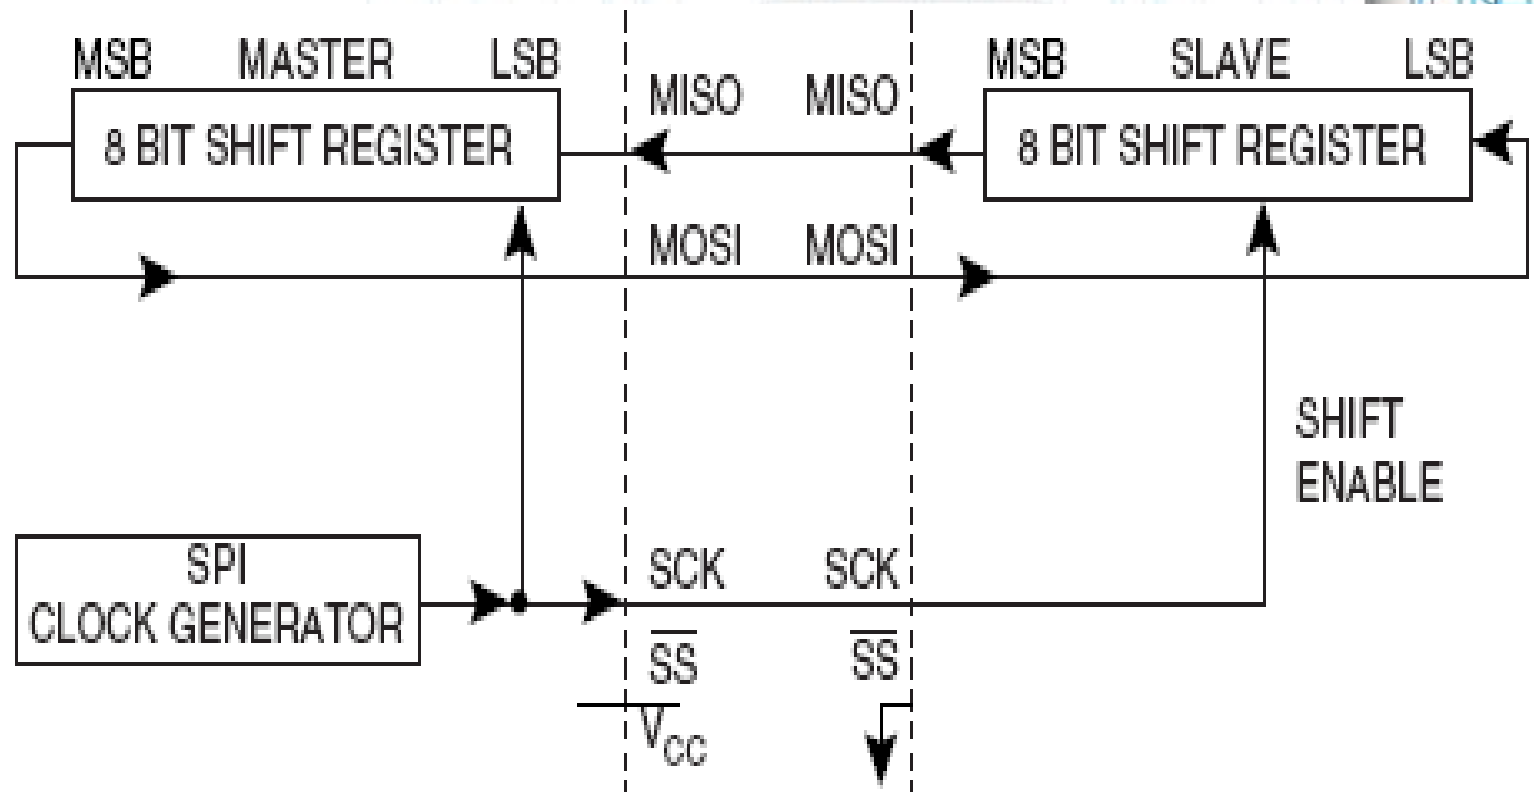 MSB MASTER LSB
8 BIT SHIFT REGISTER
MISO MISO
MSB SLAVE LSB
8 BIT SHIFT REGISTER
MOSI MOSI
SHIFT
ENABLE
SPI
CLOCK GENERATOR
SCK SCK
SS SS
VCC